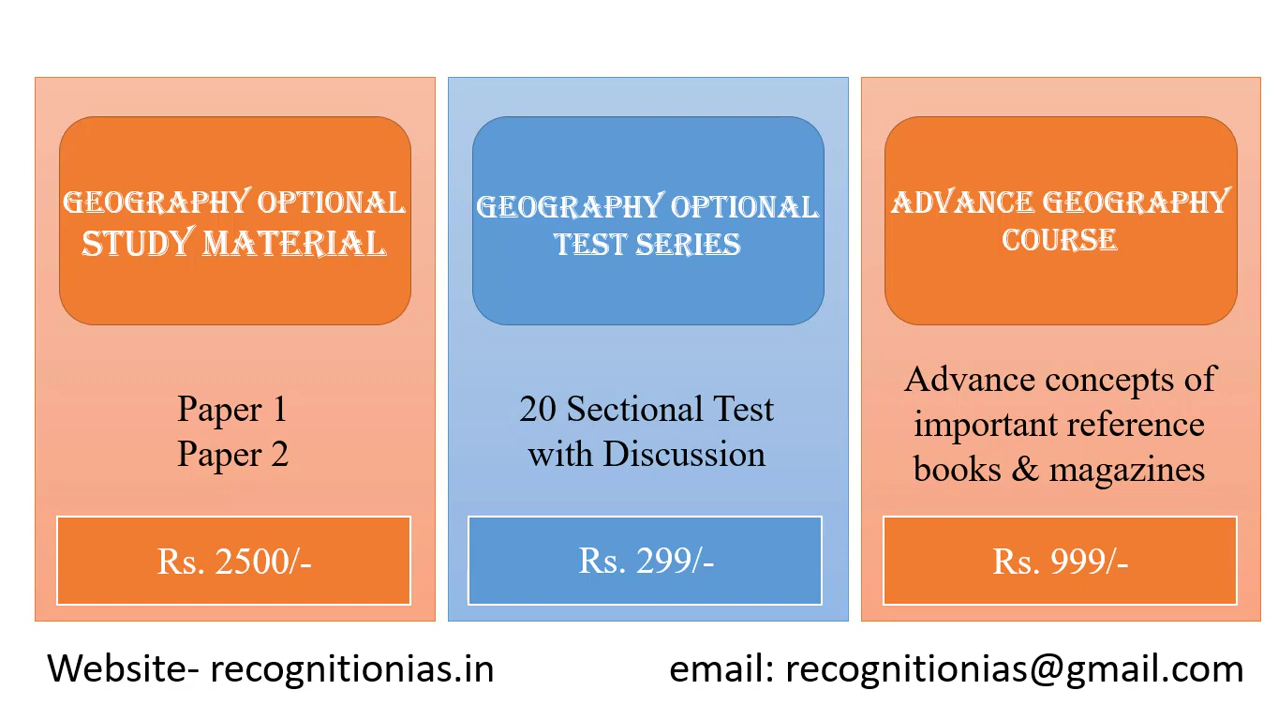 GEOGRAPHY OPTIONAL
STUDY MATERIAL
Paper 1
Paper 2
Rs. 2500/-
GEOGRAPHY OPTIONAL
TEST SERIES
20 Sectional Test
with Discussion
Rs. 299/-
ADVANCE GEOGRAPHY
COURSE
Advance concepts of
important reference
books & magazines
Rs. 999/-
Website- recognitionias.in
email: recognitionias@gmail.com